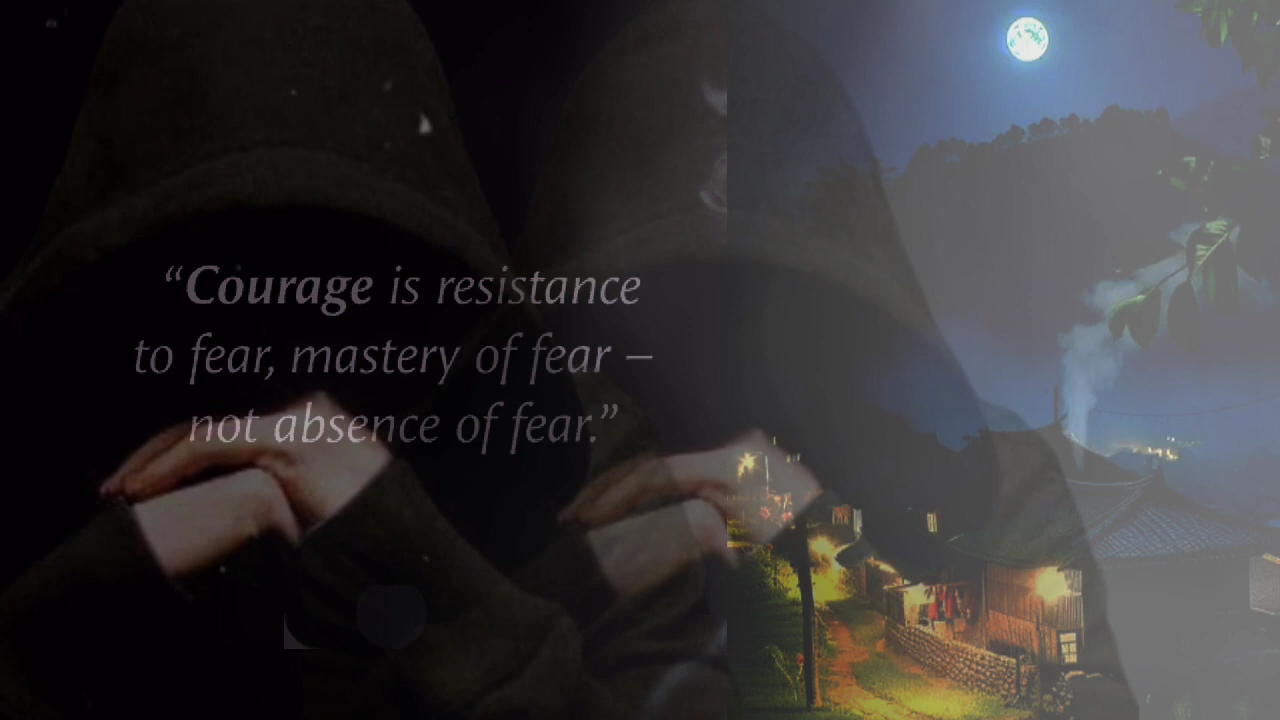 “Courage is resistance
to fear, mastery of fear –
not absence of fear.”